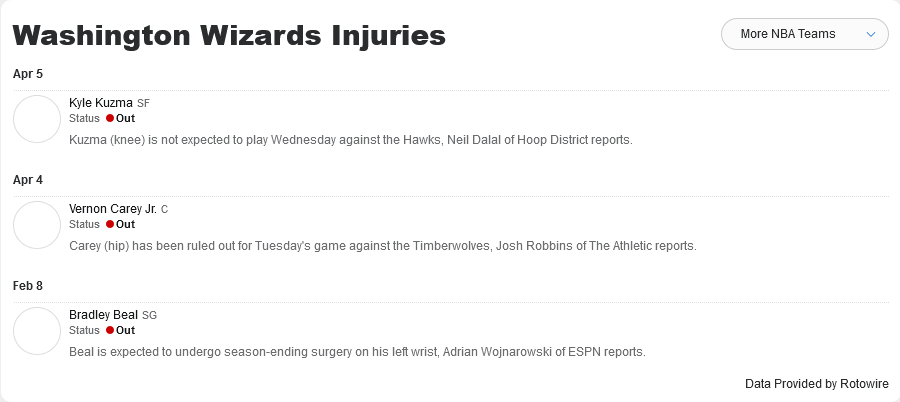 Washington Wizards Injuries
More NBA Teams
Apr 5
Kyle Kuzma SF
Status Out
Kuzma (knee) is not expected to play Wednesday against the Hawks, Neil Dalal of Hoop District reports.
Apr 4
Vernon Carey Jr. C
Status Out
Carey (hip) has been ruled out for Tuesday's game against the Timberwolves, Josh Robbins of The Athletic reports.
Feb 8
Bradley Beal SG
Status Out
Beal is expected to undergo season-ending surgery on his left wrist, Adrian Wojnarowski of ESPN reports.
Data Provided by Rotowire